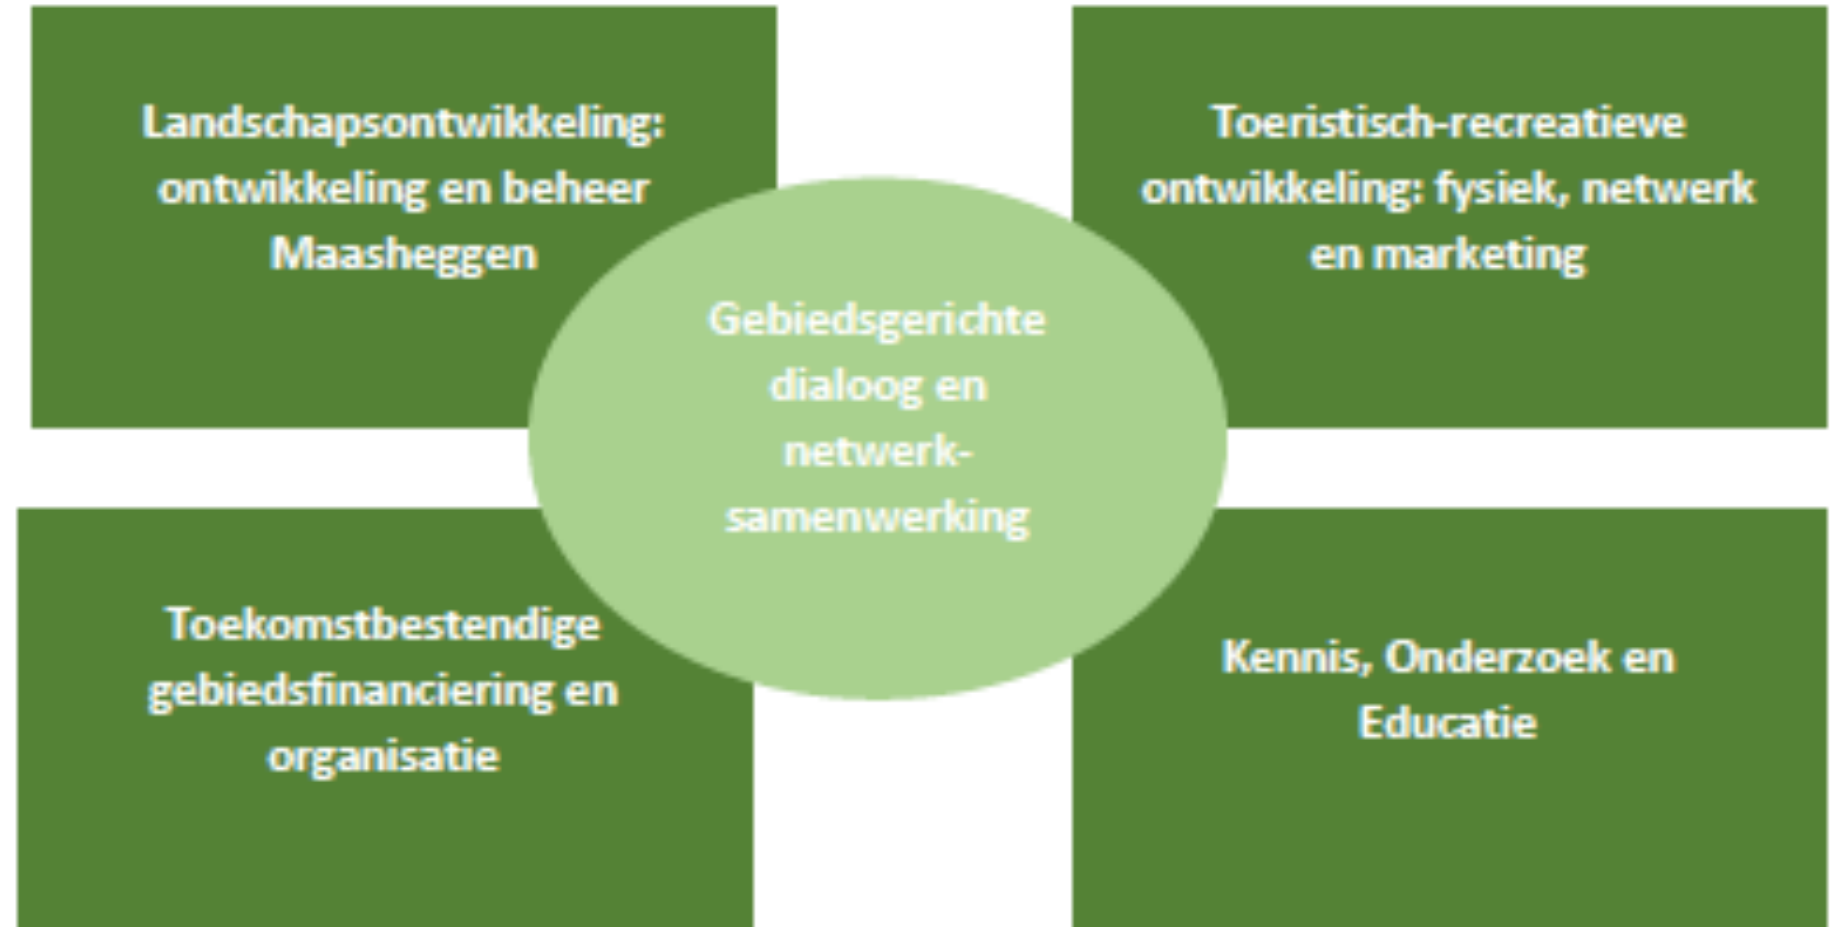 Landschapsontwikkeling:
ontwikkeling en beheer
Maasheggen
Toeristisch-recreatieve
ontwikkeling: fysiek, netwerk
en marketing
Gebiedsgerichte
dialoog en
netwerk-
samenwerking
Toekomstbestendige
gebiedsfinanciering en
organisatie
Kennis, Onderzoek en
Educatie